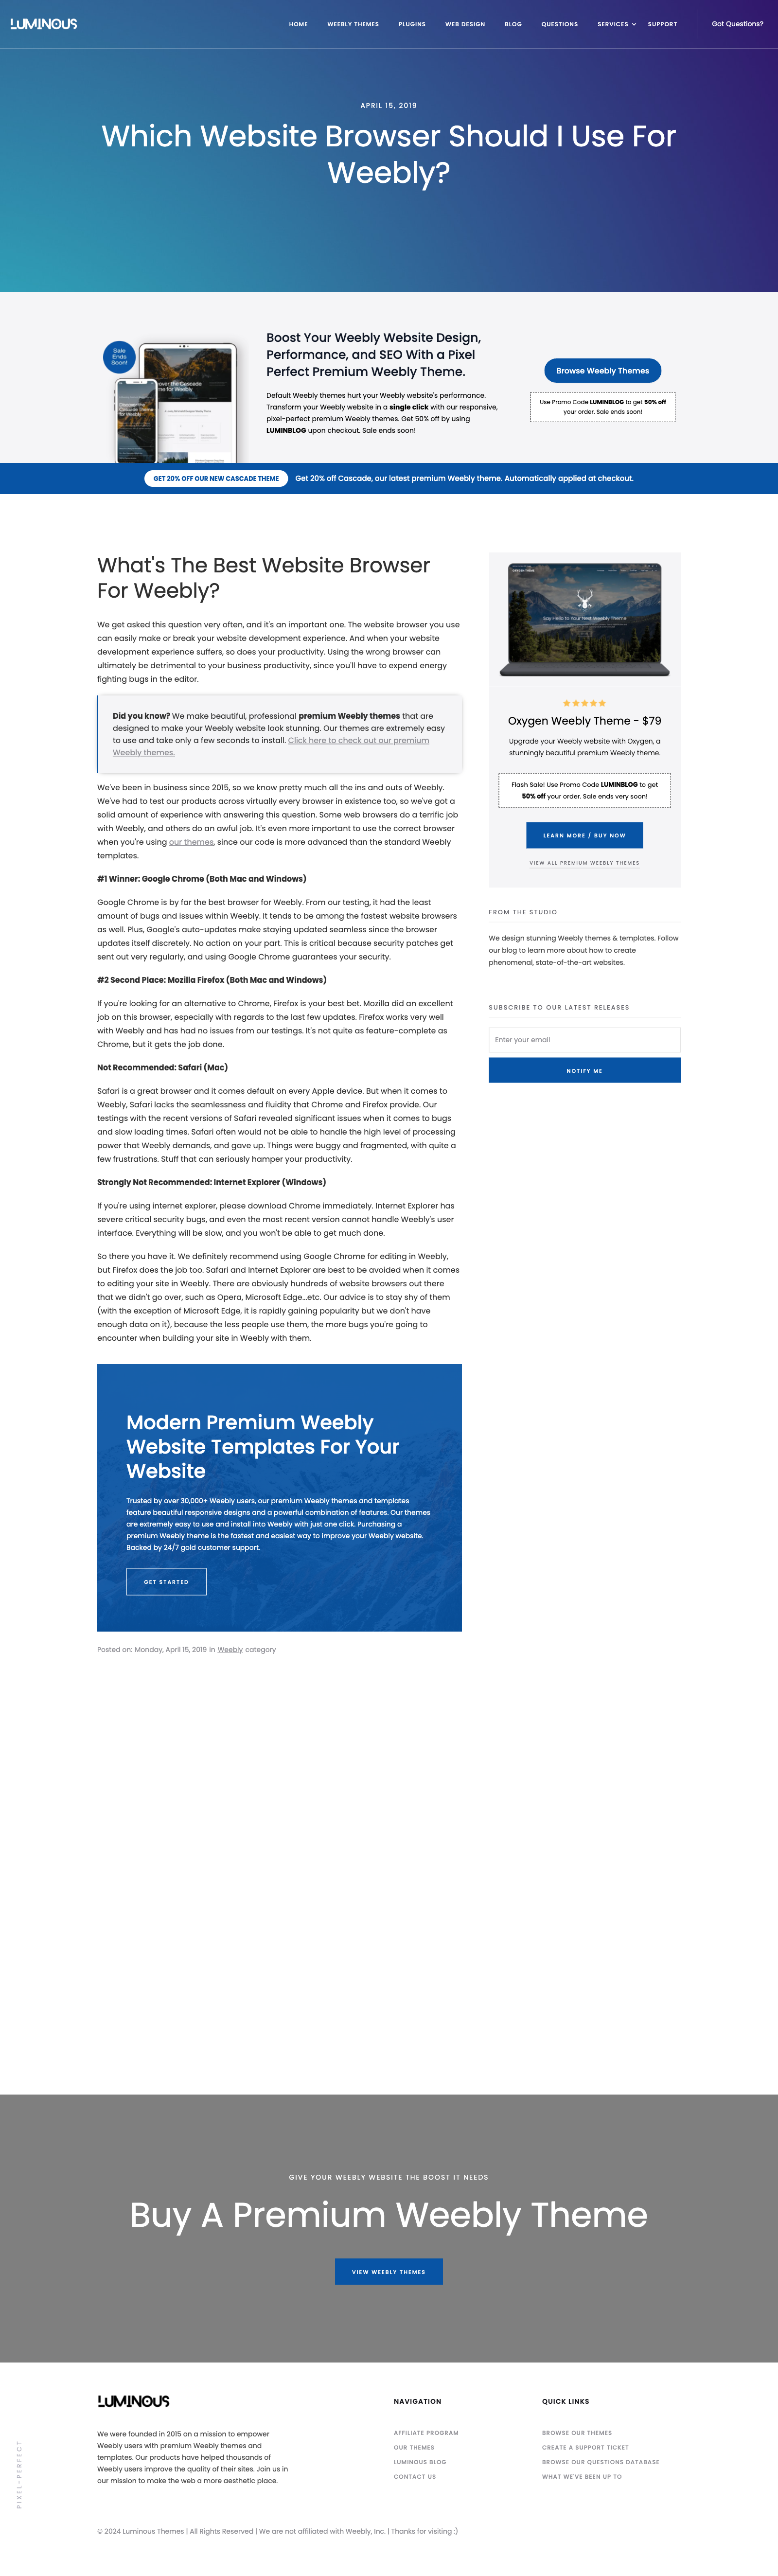 LUMINOUS
HOME WEEBLY THEMES PLUGINS WEB DESIGN BLOG QUESTIONS SERVICES SUPPORT Got Questions?
APRIL 15, 2019
Which Website Browser Should I Use For
Weebly?
Sale
Ends
Soon!
Boost Your Weebly Website Design,
Performance, and SEO With a Pixel
Perfect Premium Weebly Theme.
Default Weebly themes hurt your Weebly website's performance.
Transform your Weebly website in a single click with our responsive,
pixel-perfect premium Weebly themes. Get 50% off by using
LUMINBLOG upon checkout. Sale ends soon!
Browse Weebly Themes
Use Promo Code LUMINBLOG to get 50% off
your order. Sale ends soon!
GET 20% OFF OUR NEW CASCADE THEME Get 20% off Cascade, our latest premium Weebly theme. Automatically applied at checkout.
What's The Best Website Browser
For Weebly?
We get asked this question very often, and it's an important one. The website browser you use
can easily make or break your website development experience. And when your website
development experience suffers, so does your productivity. Using the wrong browser can
ultimately be detrimental to your business productivity, since you'll have to expend energy
fighting bugs in the editor.
Did you know? We make beautiful, professional premium Weebly themes that are
designed to make your Weebly website look stunning. Our themes are extremely easy
to use and take only a few seconds to install. Click here to check out our premium
Weebly themes.
We've been in business since 2015, so we know pretty much all the ins and outs of Weebly.
We've had to test our products across virtually every browser in existence too, so we've got a
solid amount of experience with answering this question. Some web browsers do a terrific job
with Weebly, and others do an awful job. It's even more important to use the correct browser
when you're using our themes, since our code is more advanced than the standard Weebly
templates.
#1 Winner: Google Chrome (Both Mac and Windows)
Google Chrome is by far the best browser for Weebly. From our testing, it had the least
amount of bugs and issues within Weebly. It tends to be among the fastest website browsers
as well. Plus, Google's auto-updates make staying updated seamless since the browser
updates itself discretely. No action on your part. This is critical because security patches get
sent out very regularly, and using Google Chrome guarantees your security.
#2 Second Place: Mozilla Firefox (Both Mac and Windows)
If you're looking for an alternative to Chrome, Firefox is your best bet. Mozilla did an excellent
job on this browser, especially with regards to the last few updates. Firefox works very well
with Weebly and has had no issues from our testings. It's not quite as feature-complete as
Chrome, but it gets the job done.
Not Recommended: Safari (Mac)
Safari is a great browser and it comes default on every Apple device. But when it comes to
Weebly, Safari lacks the seamlessness and fluidity that Chrome and Firefox provide. Our
testings with the recent versions of Safari revealed significant issues when it comes to bugs
and slow loading times. Safari often would not be able to handle the high level of processing
power that Weebly demands, and gave up. Things were buggy and fragmented, with quite a
few frustrations. Stuff that can seriously hamper your productivity.
Strongly Not Recommended: Internet Explorer (Windows)
If you're using internet explorer, please download Chrome immediately. Internet Explorer has
severe critical security bugs, and even the most recent version cannot handle Weebly's user
interface. Everything will be slow, and you won't be able to get much done.
So there you have it. We definitely recommend using Google Chrome for editing in Weebly,
but Firefox does the job too. Safari and Internet Explorer are best to be avoided when it comes
to editing your site in Weebly. There are obviously hundreds of website browsers out there
that we didn't go over, such as Opera, Microsoft Edge...etc. Our advice is to stay shy of them
(with the exception of Microsoft Edge, it is rapidly gaining popularity but we don't have
enough data on it), because the less people use them, the more bugs you're going to
encounter when building your site in Weebly with them.
Modern Premium Weebly
Website Templates For Your
Website
Trusted by over 30,000+ Weebly users, our premium Weebly themes and templates
feature beautiful responsive designs and a powerful combination of features. Our themes
are extremely easy to use and install into Weebly with just one click. Purchasing a
premium Weebly theme is the fastest and easiest way to improve your Weebly website.
Backed by 24/7 gold customer support.
GET STARTED
Posted on: Monday, April 15, 2019 in Weebly category
Say Hello to Your Next Weebly Theme
Oxygen Weebly Theme - $79
Upgrade your Weebly website with Oxygen, a
stunningly beautiful premium Weebly theme.
Flash Sale! Use Promo Code LUMINBLOG to get
50% off your order. Sale ends very soon!
LEARN MORE / BUY NOW
VIEW ALL PREMIUM WEEBLY THEMES
FROM THE STUDIO
We design stunning Weebly themes & templates. Follow
our blog to learn more about how to create
phenomenal, state-of-the-art websites.
SUBSCRIBE TO OUR LATEST RELEASES
Enter your email
NOTIFY ME
GIVE YOUR WEEBLY WEBSITE THE BOOST IT NEEDS
Buy A Premium Weebly Theme
VIEW WEEBLY THEMES
LUMINOUS
We were founded in 2015 on a mission to empower
Weebly users with premium Weebly themes and
templates. Our products have helped thousands of
Weebly users improve the quality of their sites. Join us in
our mission to make the web a more aesthetic place.
NAVIGATION
AFFILIATE PROGRAM
OUR THEMES
LUMINOUS BLOG
CONTACT US
QUICK LINKS
BROWSE OUR THEMES
CREATE A SUPPORT TICKET
BROWSE OUR QUESTIONS DATABASE
WHAT WE'VE BEEN UP TO
PIXEL-PERFECT
© 2024 Luminous Themes | All Rights Reserved | We are not affiliated with Weebly, Inc. | Thanks for visiting :)